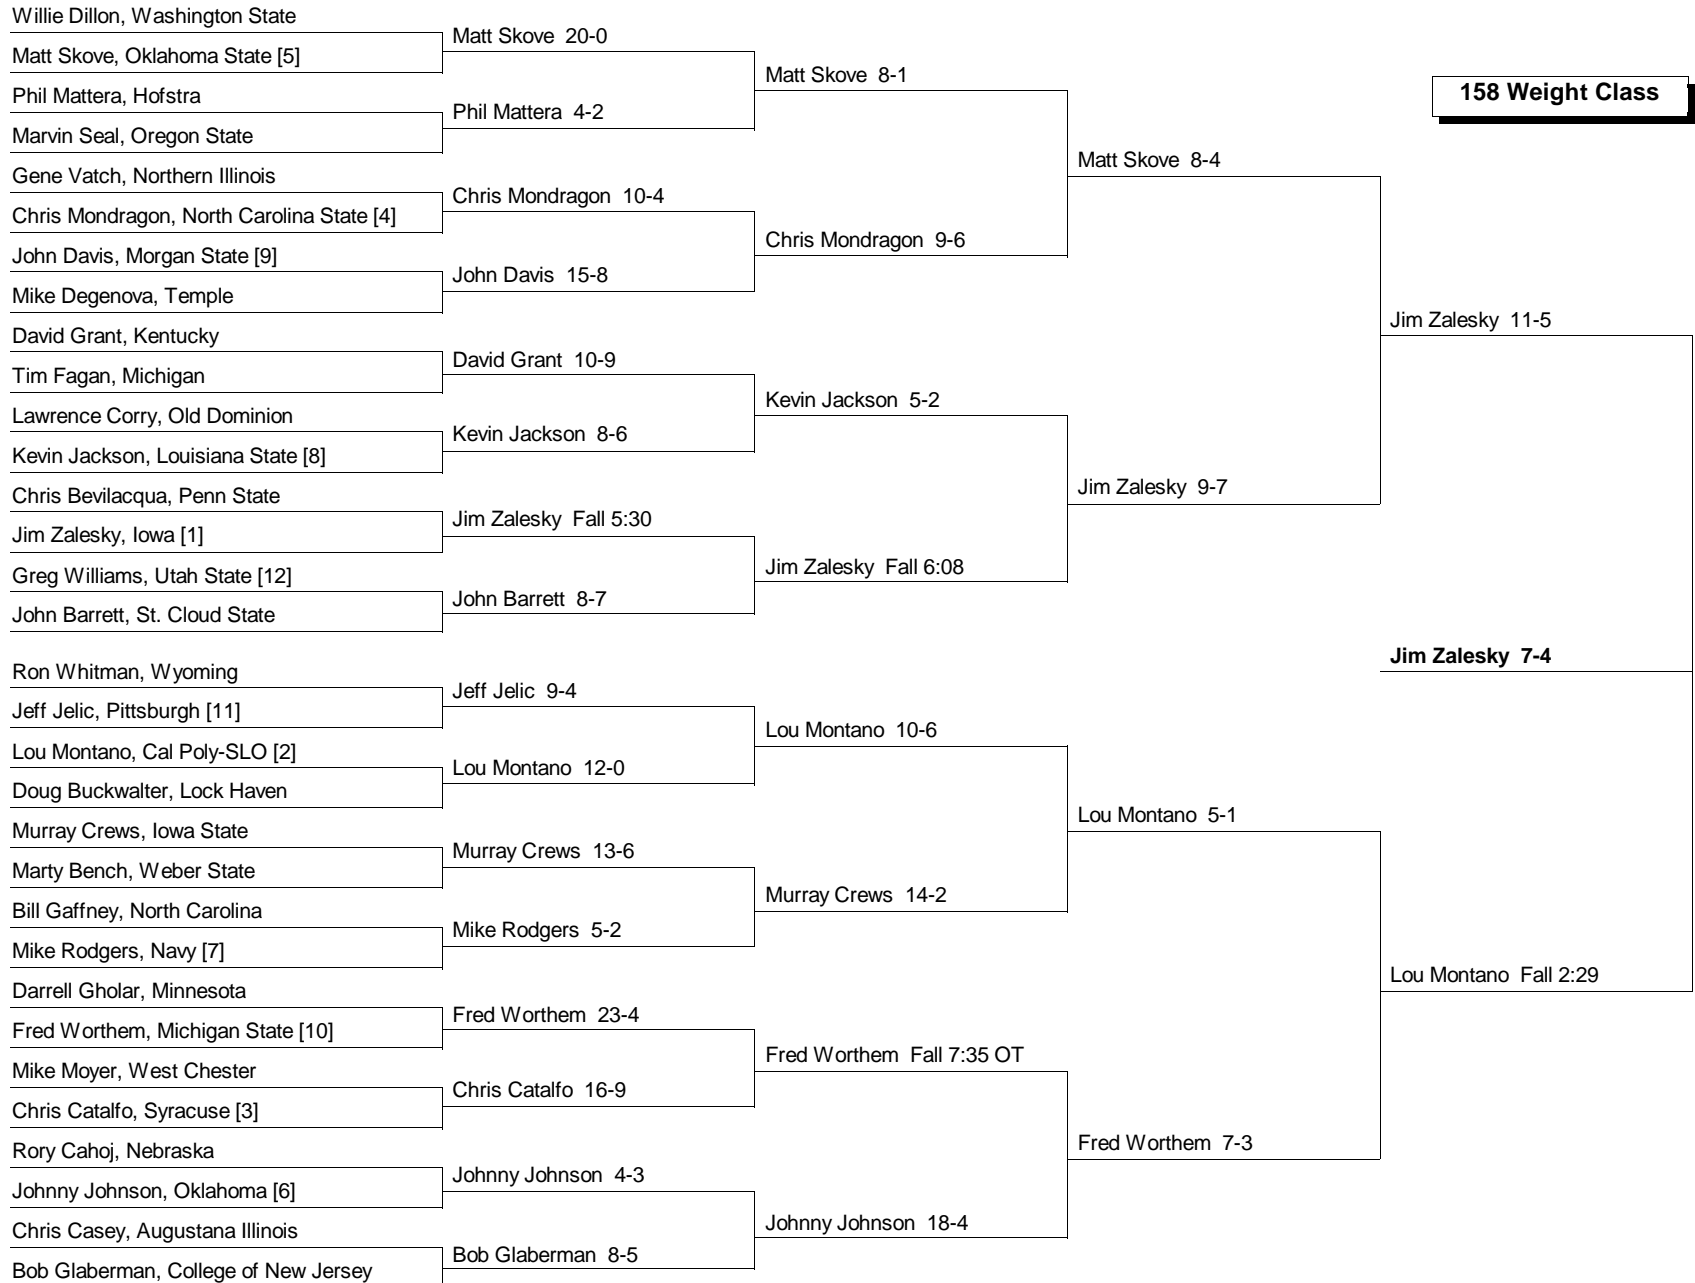 158 Weight Class
Willie Dillon, Washington State
Matt Skove, Oklahoma State [5]
Phil Mattera, Hofstra
Marvin Seal, Oregon State
Gene Vatch, Northern Illinois
Chris Mondragon, North Carolina State [4]
John Davis, Morgan State [9]
Mike Degenova, Temple
David Grant, Kentucky
Tim Fagan, Michigan
Lawrence Corry, Old Dominion
Kevin Jackson, Louisiana State [8]
Chris Bevilacqua, Penn State
Jim Zalesky, Iowa [1]
Greg Williams, Utah State [12]
John Barrett, St. Cloud State
Ron Whitman, Wyoming
Jeff Jelic, Pittsburgh [11]
Lou Montano, Cal Poly-SLO [2]
Doug Buckwalter, Lock Haven
Murray Crews, Iowa State
Marty Bench, Weber State
Bill Gaffney, North Carolina
Mike Rodgers, Navy [7]
Darrell Gholar, Minnesota
Fred Worthem, Michigan State [10]
Mike Moyer, West Chester
Chris Catalfo, Syracuse [3]
Rory Cahoj, Nebraska
Johnny Johnson, Oklahoma [6]
Chris Casey, Augustana Illinois
Bob Glaberman, College of New Jersey
Matt Skove 20-0
Phil Mattera 4-2
Chris Mondragon 10-4
John Davis 15-8
David Grant 10-9
Kevin Jackson 8-6
Jim Zalesky Fall 5:30
John Barrett 8-7
Jeff Jelic 9-4
Lou Montano 12-0
Murray Crews 13-6
Mike Rodgers 5-2
Fred Worthem 23-4
Chris Catalfo 16-9
Johnny Johnson 4-3
Bob Glaberman 8-5
Matt Skove 8-1
Chris Mondragon 9-6
Kevin Jackson 5-2
Jim Zalesky Fall 6:08
Lou Montano 10-6
Murray Crews 14-2
Fred Worthem Fall 7:35 OT
Johnny Johnson 18-4
Matt Skove 8-4
Jim Zalesky 9-7
Lou Montano 5-1
Fred Worthem 7-3
Jim Zalesky 11-5
Lou Montano Fall 2:29
Jim Zalesky 7-4